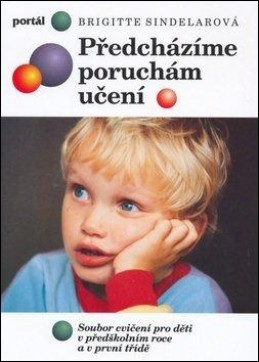 portál
BRIGITTE SINDELAROVÁ
Předcházíme
poruchám
učení
Soubor cvičení pro děti
v předškolním roce
a v první třídě